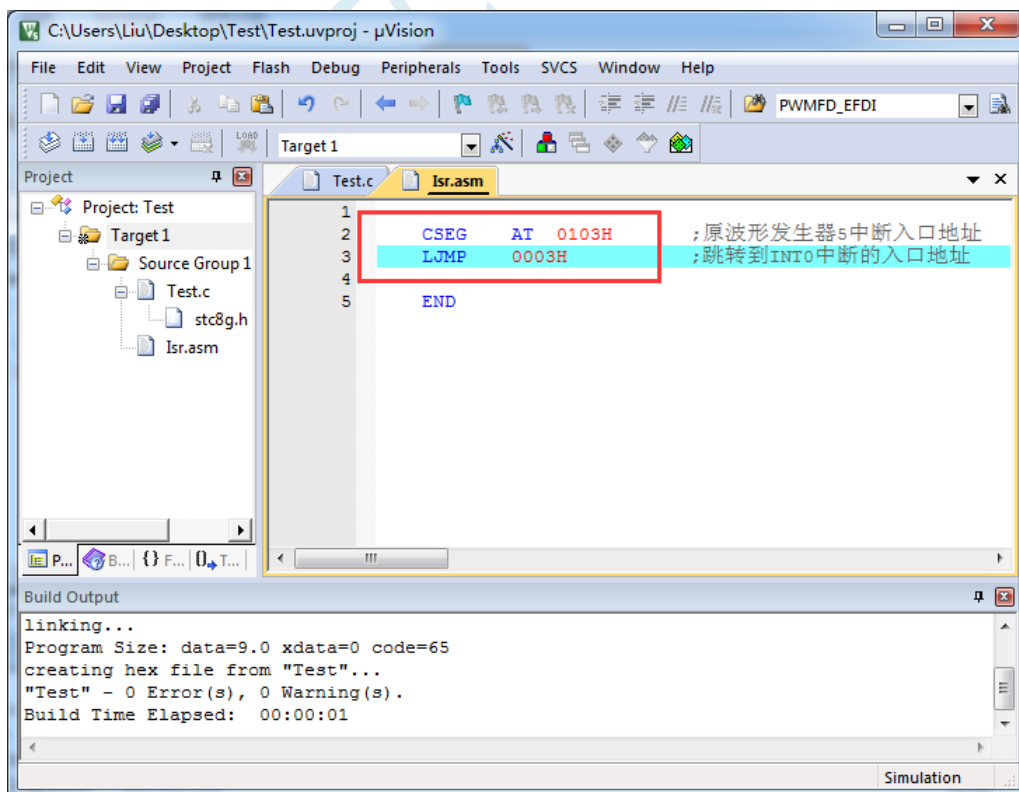 C:\Users\Liu\Desktop\Test\Test.uvproj - µVision
File Edit View Project Flash Debug Peripherals Tools SVCS Window Help
PWMFD_EFDI
LOAD Target 1
Project
Test.c Isr.asm
Project: Test
Target 1
Source Group 1
Test.c
stc8g.h
Isr.asm
1
2 CSEG AT 0103H ;原波形发生器5中断入口地址
3 LJMP 0003H ;跳转到INT0中断的入口地址
4
5 END
P... B... {} F... 0 T...
Build Output
linking...
Program Size: data=9.0 xdata=0 code=65
creating hex file from "Test"...
"Test" - 0 Error(s), 0 Warning(s).
Build Time Elapsed: 00:00:01
Simulation